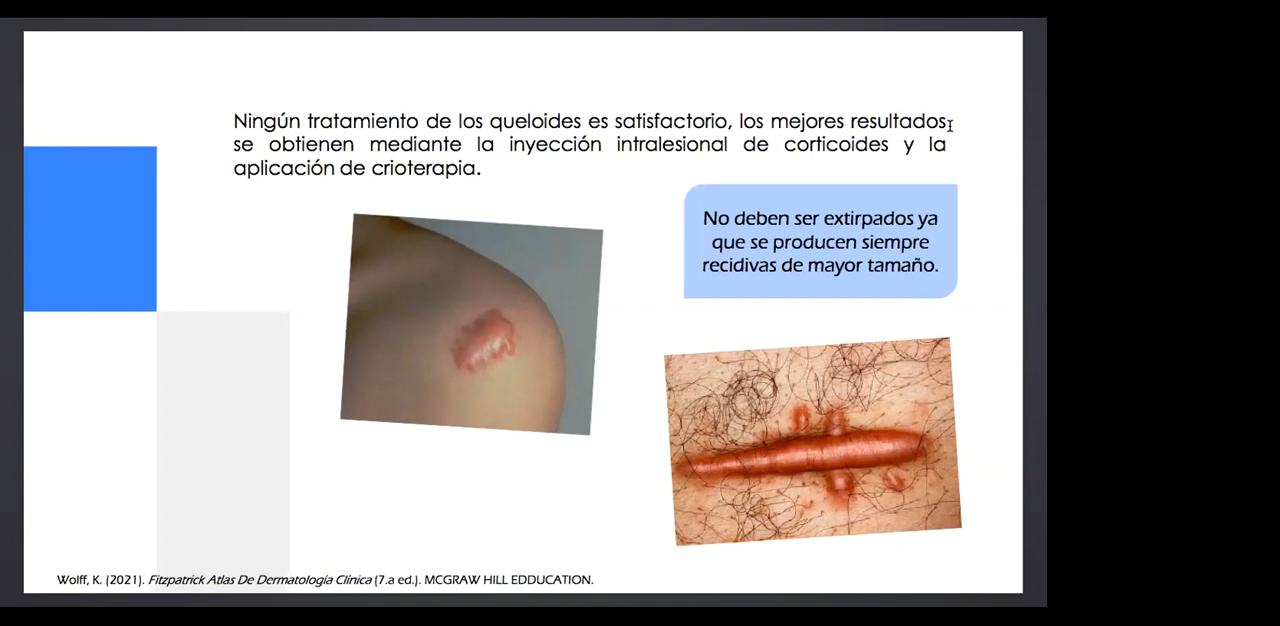 Ningún tratamiento de los queloides es satisfactorio, los mejores resultados
se obtienen mediante la inyección intralesional de corticoides y la
aplicación de crioterapia.
No deben ser extirpados ya
que se producen siempre
recidivas de mayor tamaño.
Wolff, K. (2021). Fitzpatrick Atlas De Dermatología Clínica (7.a ed.). MCGRAW HILL EDDUCATION.